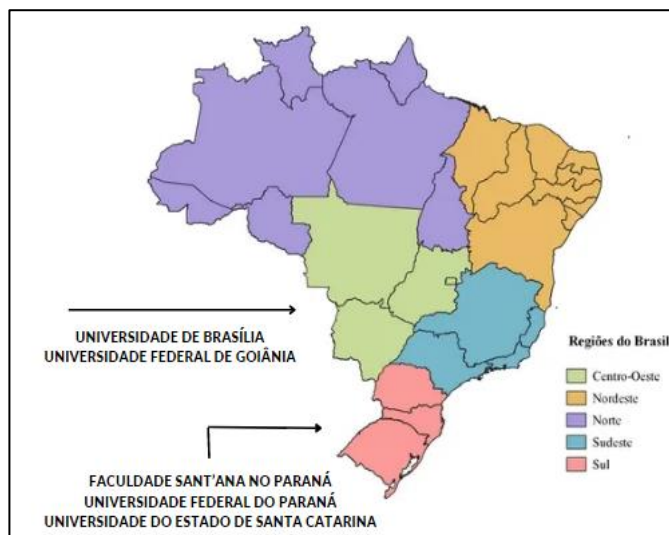 UNIVERSIDADE DE BRASÍLIA
UNIVERSIDADE FEDERAL DE GOIÂNIA
FACULDADE SANT'ANA NO PARANÁ
UNIVERSIDADE FEDERAL DO PARANÁ
UNIVERSIDADE DO ESTADO DE SANTA CATARINA
Regiões do Brasil
Centro-Oeste
Nordeste
Norte
Sudeste
Sul